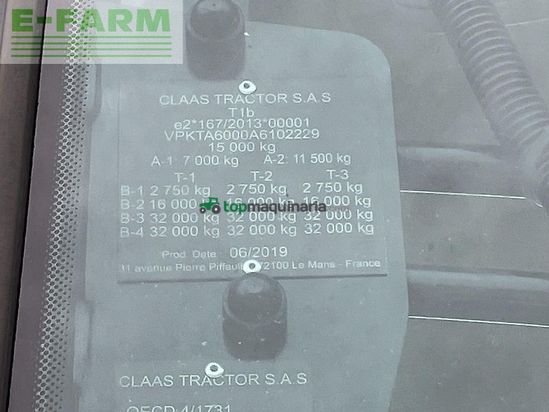 E-FARM
CLAAS TRACTOR S.A.S
T1b
e2*167/2013*00001
VPKTA6000A6102229
15 000 kg
A-1: 7 000 kg A-2: 11 500 kg
T-1 T-2 T-3
B-1 2 750 kg 2 750 kg 2 750 kg
B-2 16 000 kg 16 000 kg 16 000 kg
topmaquinaria
B-3 32 000 kg 32 000 kg 32 000 kg
B-4 32 000 kg 32 000 kg 32 000 kg
Prod. Date : 06/2019
11 avenue Pierre Piffault 72100 Le Mans - France
CLAAS TRACTOR S.A.S
OECD 4/1731